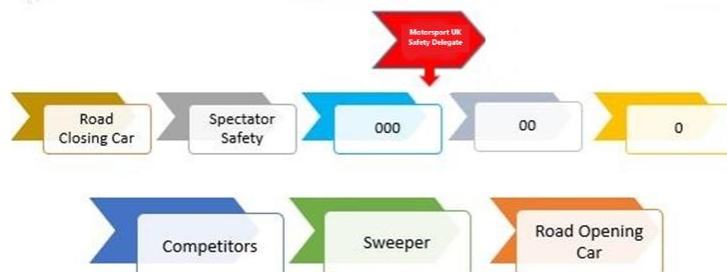 Motorsport UK
Safety Delegate
Road
Closing Car
Spectator
Safety
000
00
0
Competitors
Sweeper
Road Opening
Car